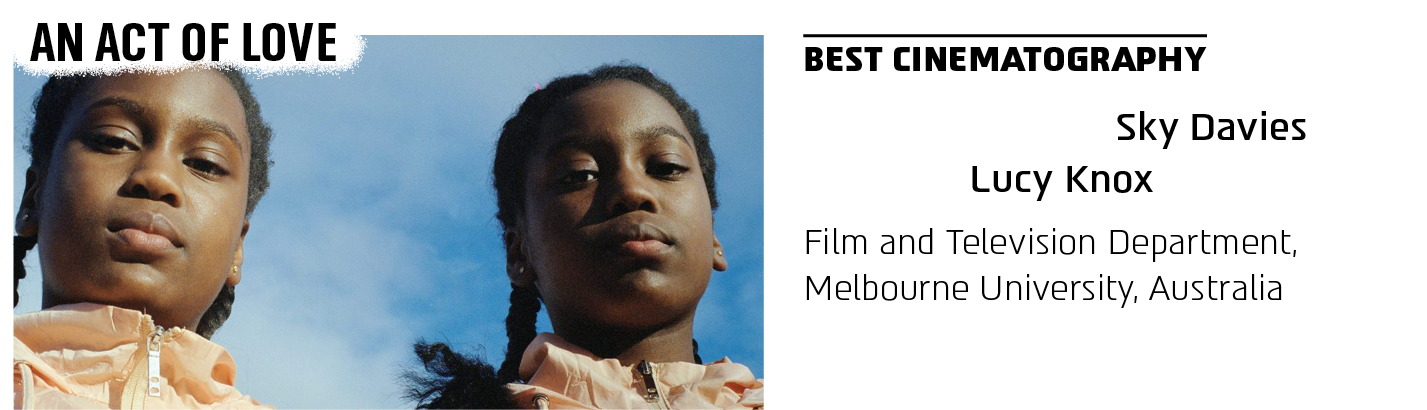 AN ACT OF LOVE
BEST CINEMATOGRAPHY
Sky Davies
Lucy Knox
Film and Television Department,
Melbourne University, Australia